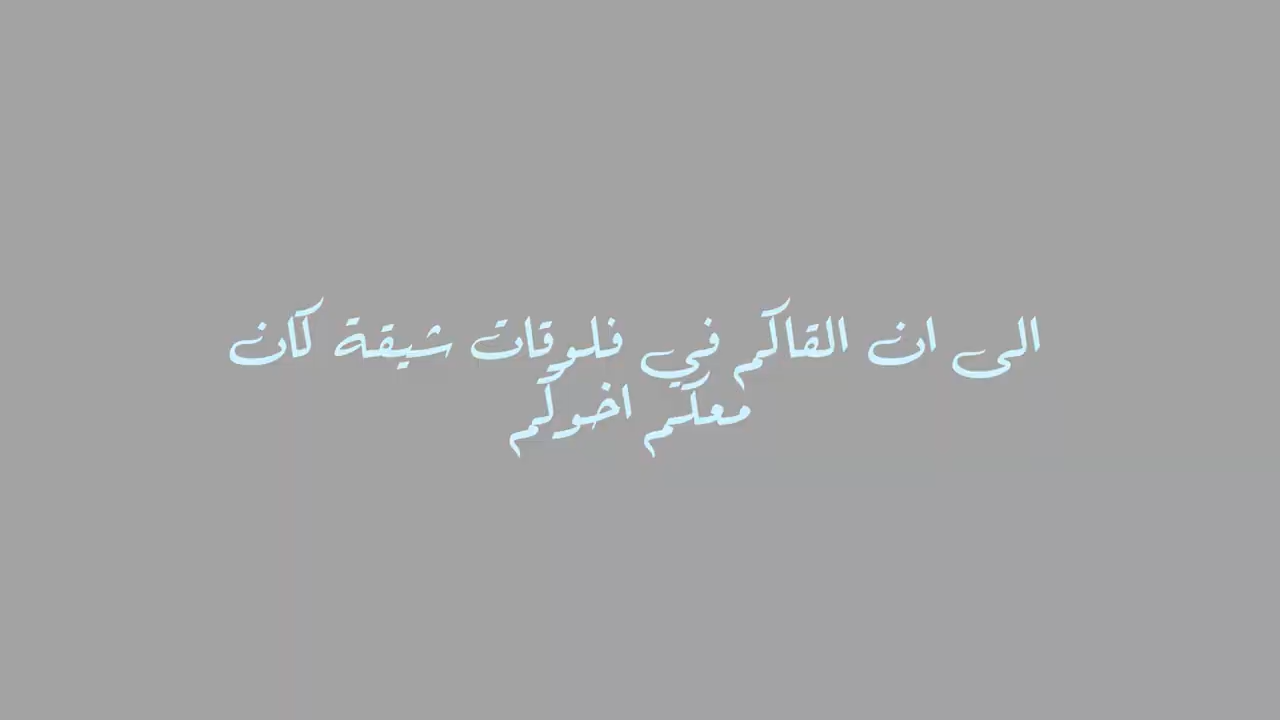 الى ان القاكم في فلوقات شيقة كان
معكم اخوكم